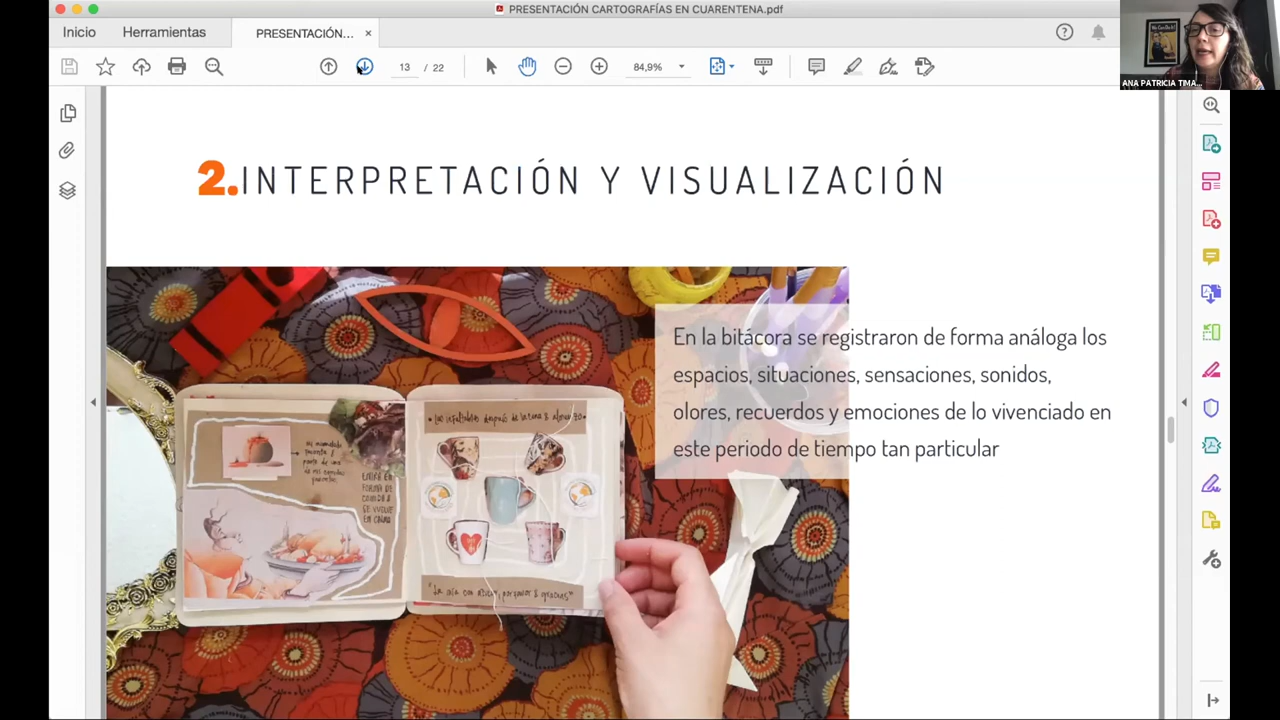 PRESENTACIÓN CARTOGRAFÍAS EN CUARENTENA.pdf
Inicio
Herramientas
PRESENTACIÓN...
13 / 22
84,9%
ANA PATRICIA TIMA...
2.INTERPRETACIÓN Y VISUALIZACIÓN
En la bitácora se registraron de forma análoga los
espacios, situaciones, sensaciones, sonidos,
olores, recuerdos y emociones de lo vivenciado en
este periodo de tiempo tan particular